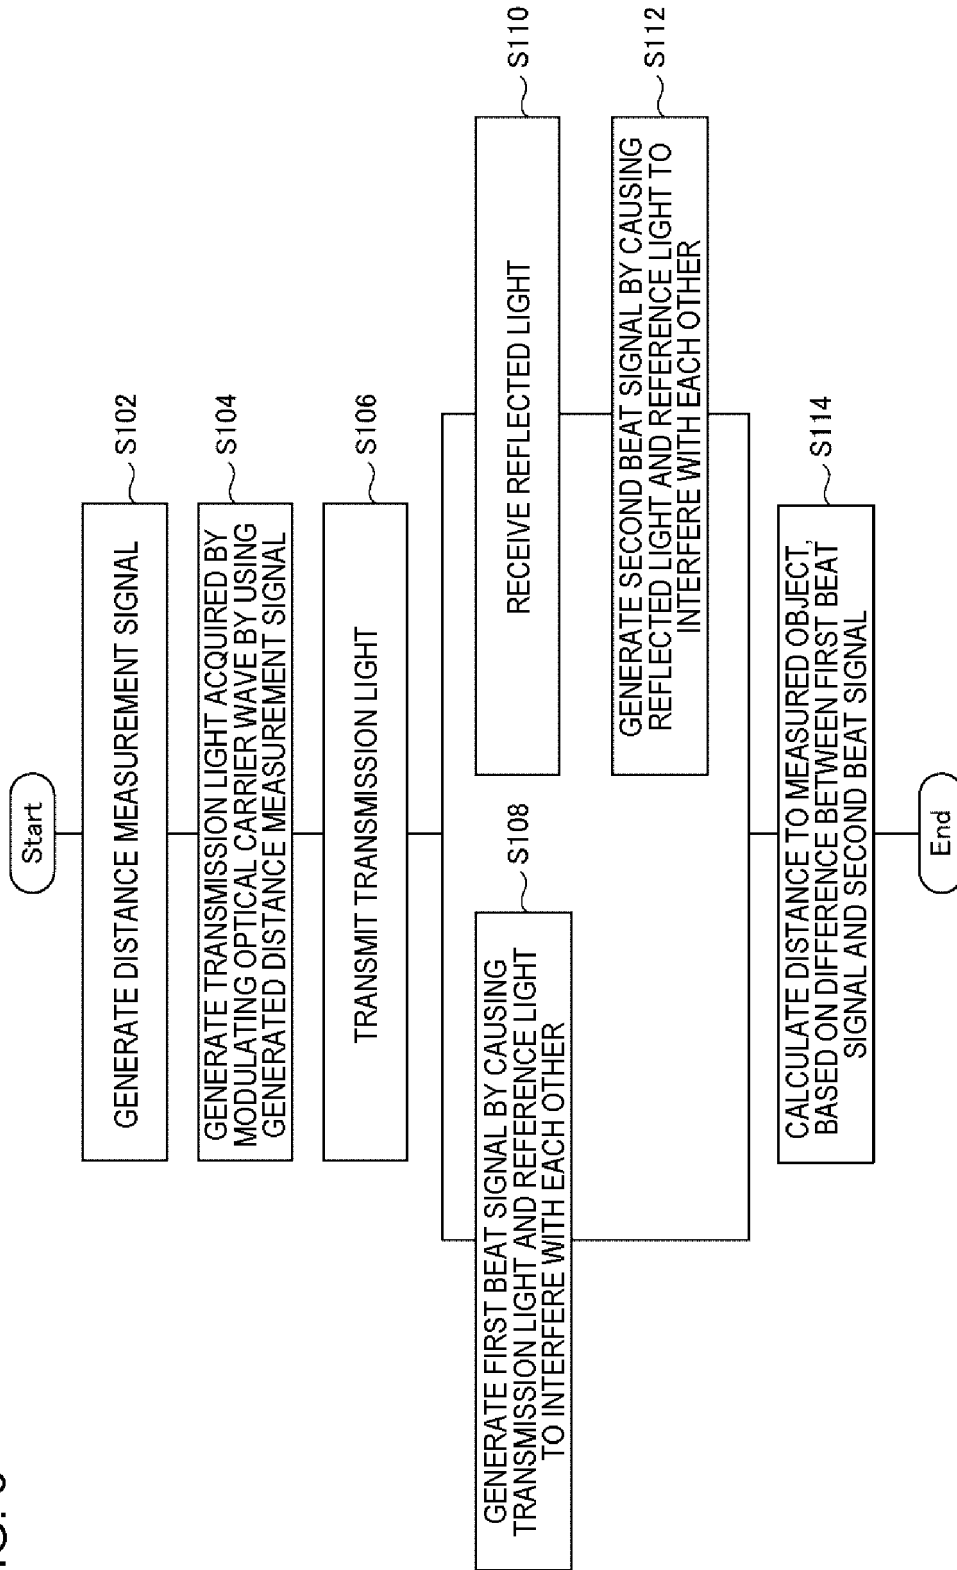 Start
GENERATE DISTANCE MEASUREMENT SIGNAL
S102
GENERATE TRANSMISSION LIGHT ACQUIRED BY
MODULATING OPTICAL CARRIER WAVE BY USING
GENERATED DISTANCE MEASUREMENT SIGNAL
S104
TRANSMIT TRANSMISSION LIGHT
S106
GENERATE FIRST BEAT SIGNAL BY CAUSING
TRANSMISSION LIGHT AND REFERENCE LIGHT
TO INTERFERE WITH EACH OTHER
S108
RECEIVE REFLECTED LIGHT
S110
GENERATE SECOND BEAT SIGNAL BY CAUSING
REFLECTED LIGHT AND REFERENCE LIGHT TO
INTERFERE WITH EACH OTHER
S112
CALCULATE DISTANCE TO MEASURED OBJECT,
BASED ON DIFFERENCE BETWEEN FIRST BEAT
SIGNAL AND SECOND BEAT SIGNAL
S114
End